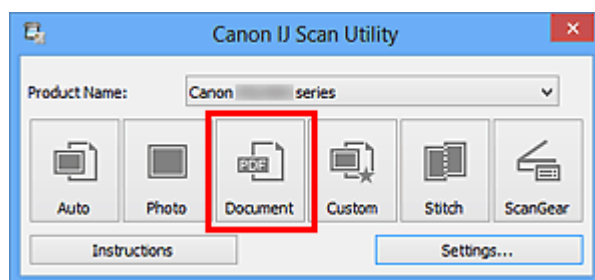 Canon IJ Scan Utility
Product Name: Canon series
PDF
Auto Photo Document Custom Stitch ScanGear
Instructions Settings...